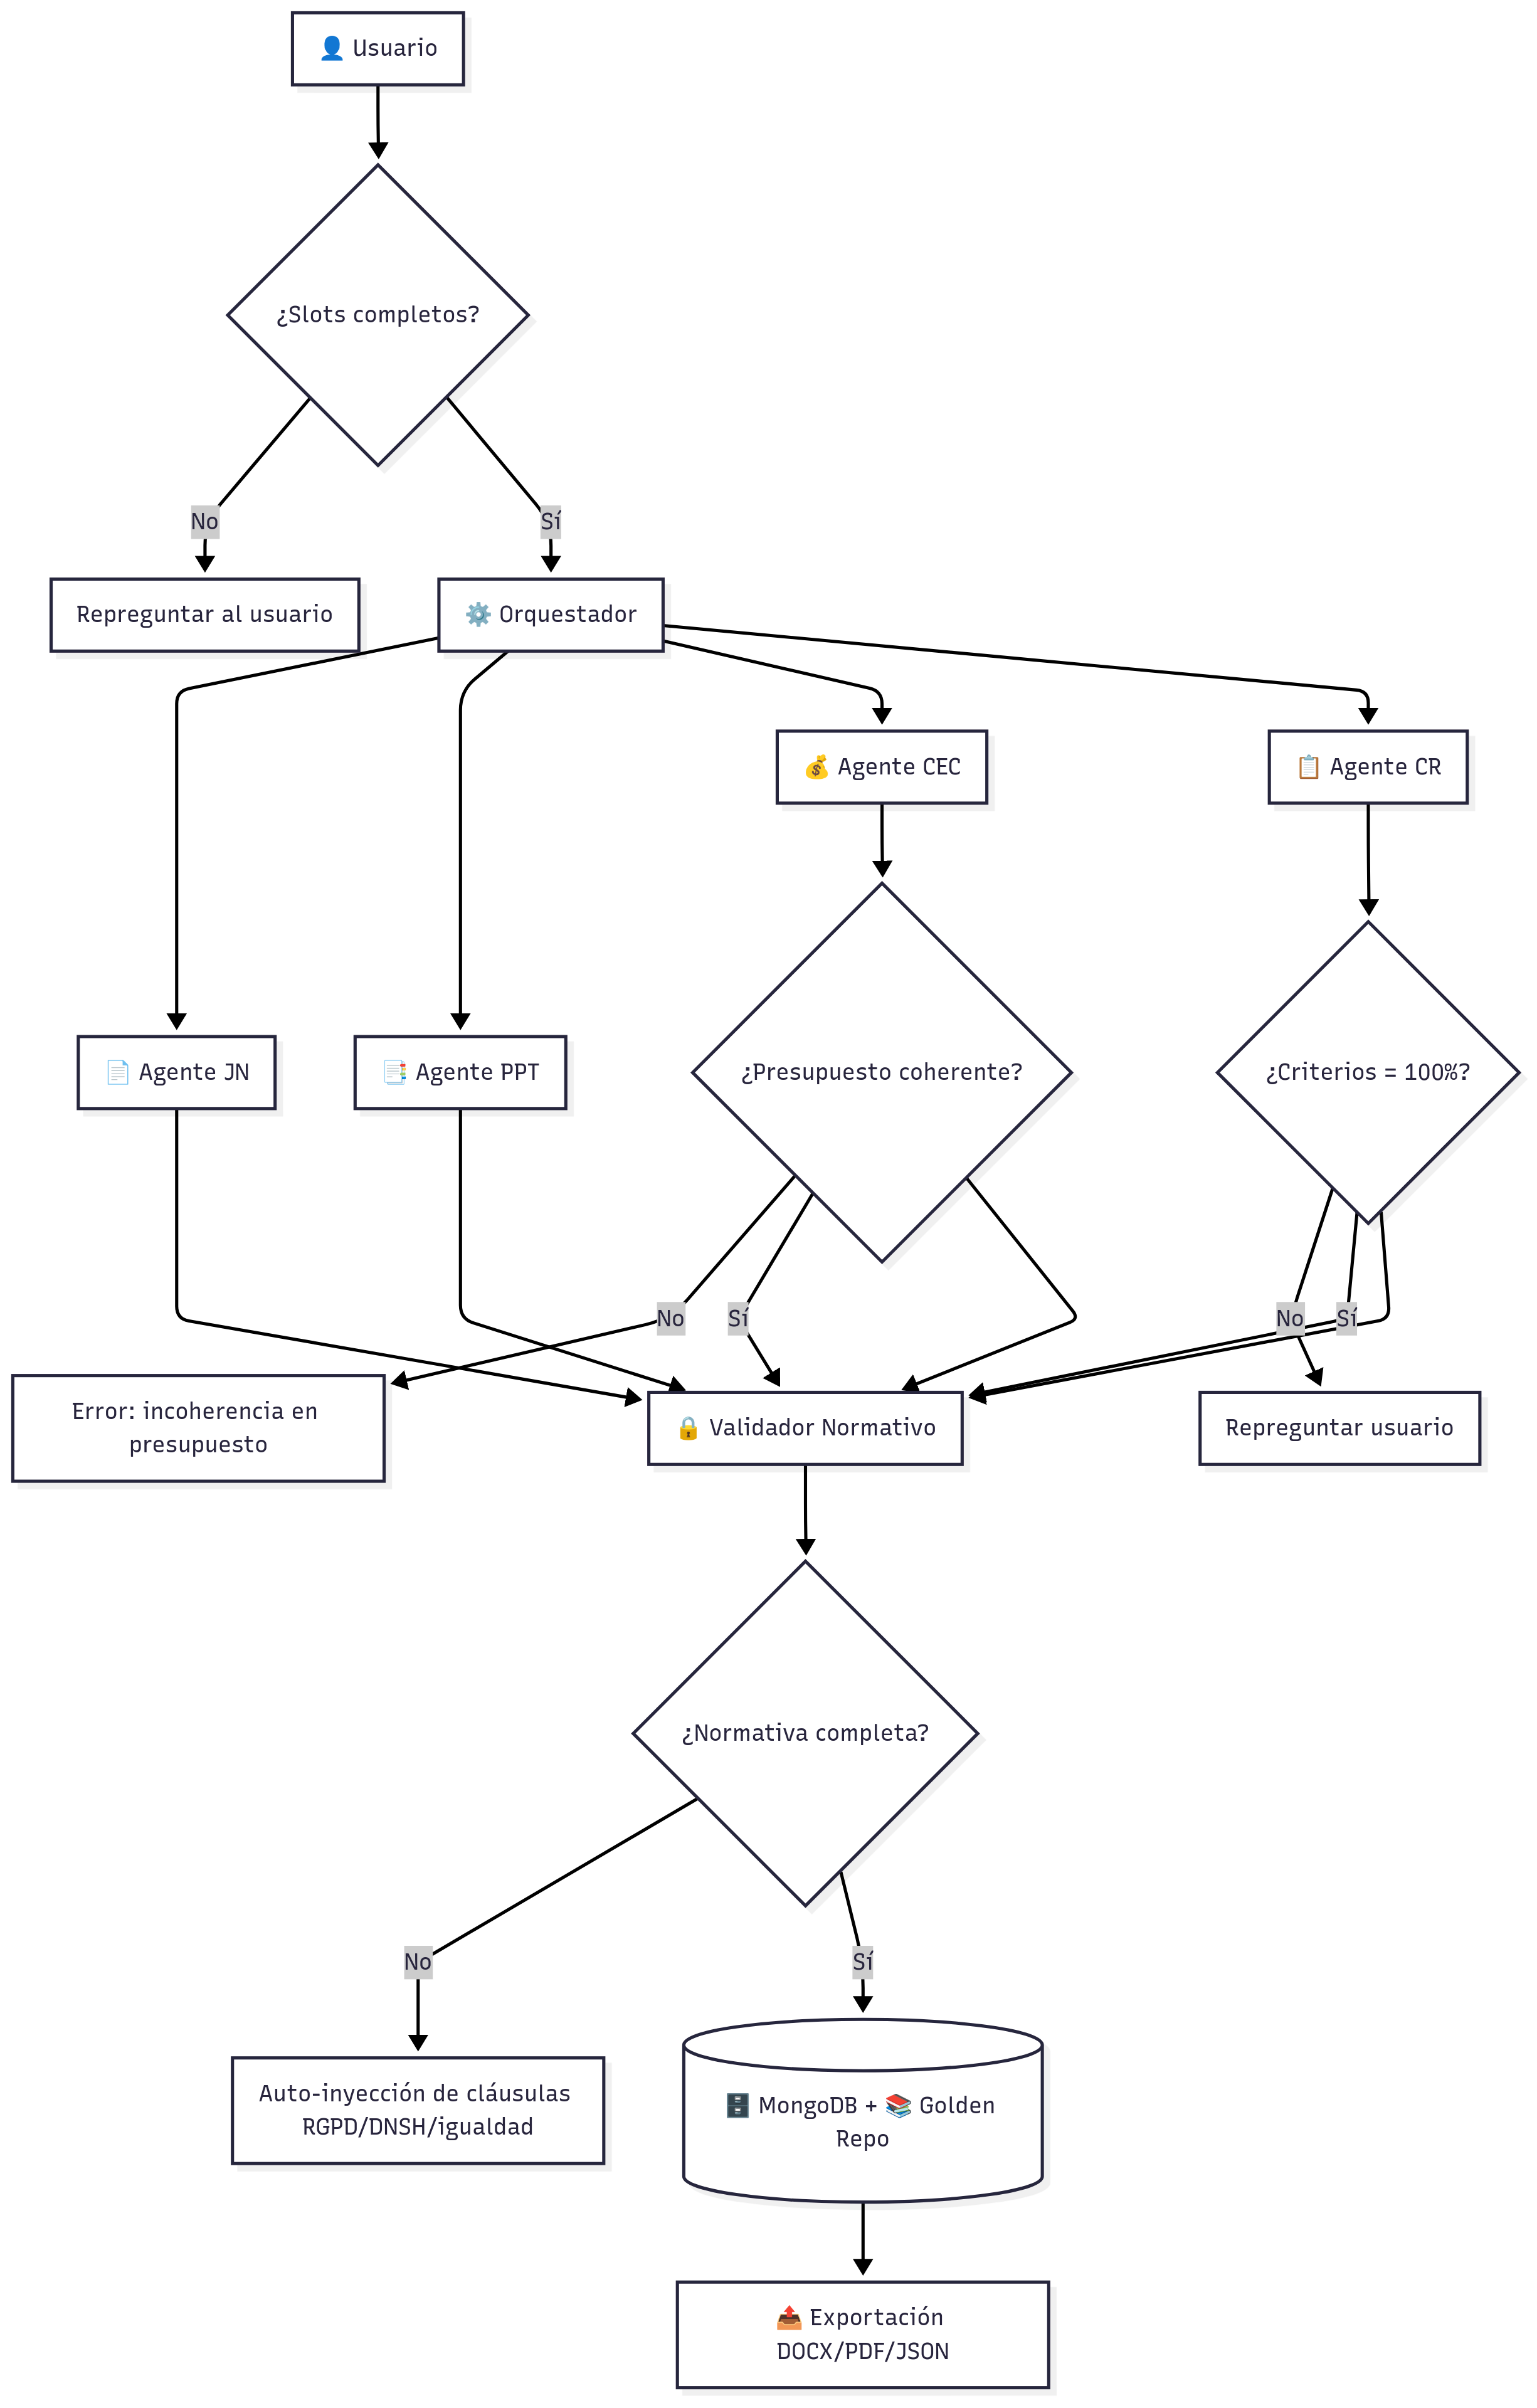 👤 Usuario
¿Slots completos?
No
Sí
Repreguntar al usuario
⚙️ Orquestador
💰 Agente CEC
📋 Agente CR
📄 Agente JN
📑 Agente PPT
¿Presupuesto coherente?
¿Criterios = 100%?
No
Sí
No
Sí
Error: incoherencia en
presupuesto
🔒 Validador Normativo
Repreguntar usuario
¿Normativa completa?
No
Sí
Auto-inyección de cláusulas
RGPD/DNSH/igualdad
🗄️ MongoDB + 📚 Golden
Repo
📤 Exportación
DOCX/PDF/JSON